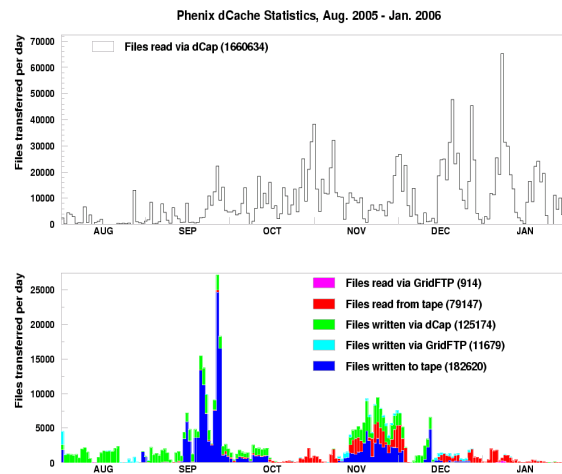 Phenix dCache Statistics, Aug. 2005 - Jan. 2006
Files transferred per day
70000
60000
50000
40000
30000
20000
10000
0
Files read via dCap (1660634)
AUG SEP OCT NOV DEC JAN
Files transferred per day
25000
20000
15000
10000
5000
0
Files read via GridFTP (914)
Files read from tape (79147)
Files written via dCap (125174)
Files written via GridFTP (11679)
Files written to tape (182620)
AUG SEP OCT NOV DEC JAN